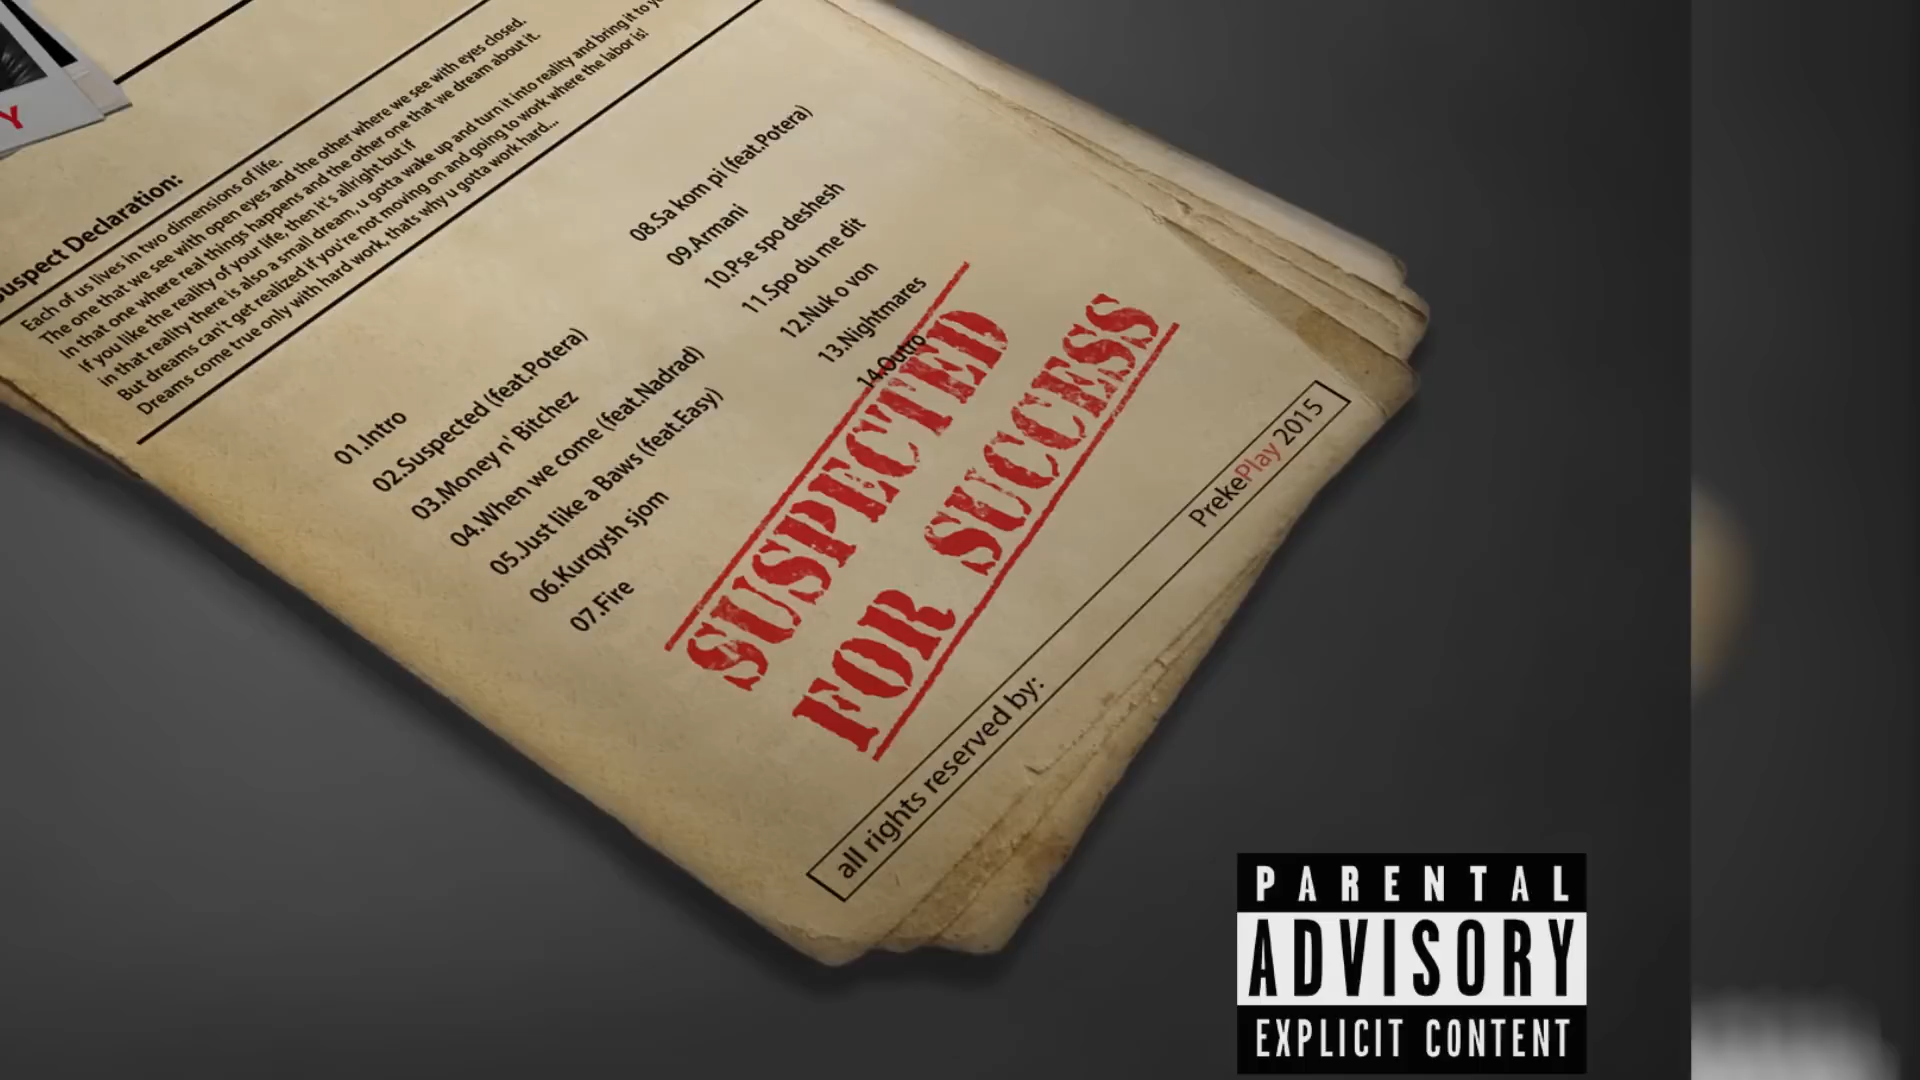 Y
Suspect Declaration:
Each of us lives in two dimensions of life.
The one that we see with open eyes and the other where we see with eyes closed.
In that one where real things happens and the other one that we dream about it.
If you like the reality of your life, then it's allright but if
in that reality there is also a small dream, u gotta wake up and turn it into reality and bring it to
But dreams can't get realized if you're not moving on and going to work where the labor is!
Dreams come true only with hard work, thats why u gotta work hard...
01.Intro
02.Suspected (feat.Potera)
03.Money n' Bitchez
04.When we come (feat.Nadrad)
05.Just like a Baws (feat.Easy)
06.Kurqysh sjom
07.Fire
08.Sa kom pi (feat.Potera)
09.Armani
10.Pse spo deshesh
11.Spo du me dit
12.Nuk o von
13.Nightmares
14.Outro
SUSPECTED
FOR SUCCESS
all rights reserved by: PrekePlay 2015
PARENTAL
ADVISORY
EXPLICIT CONTENT